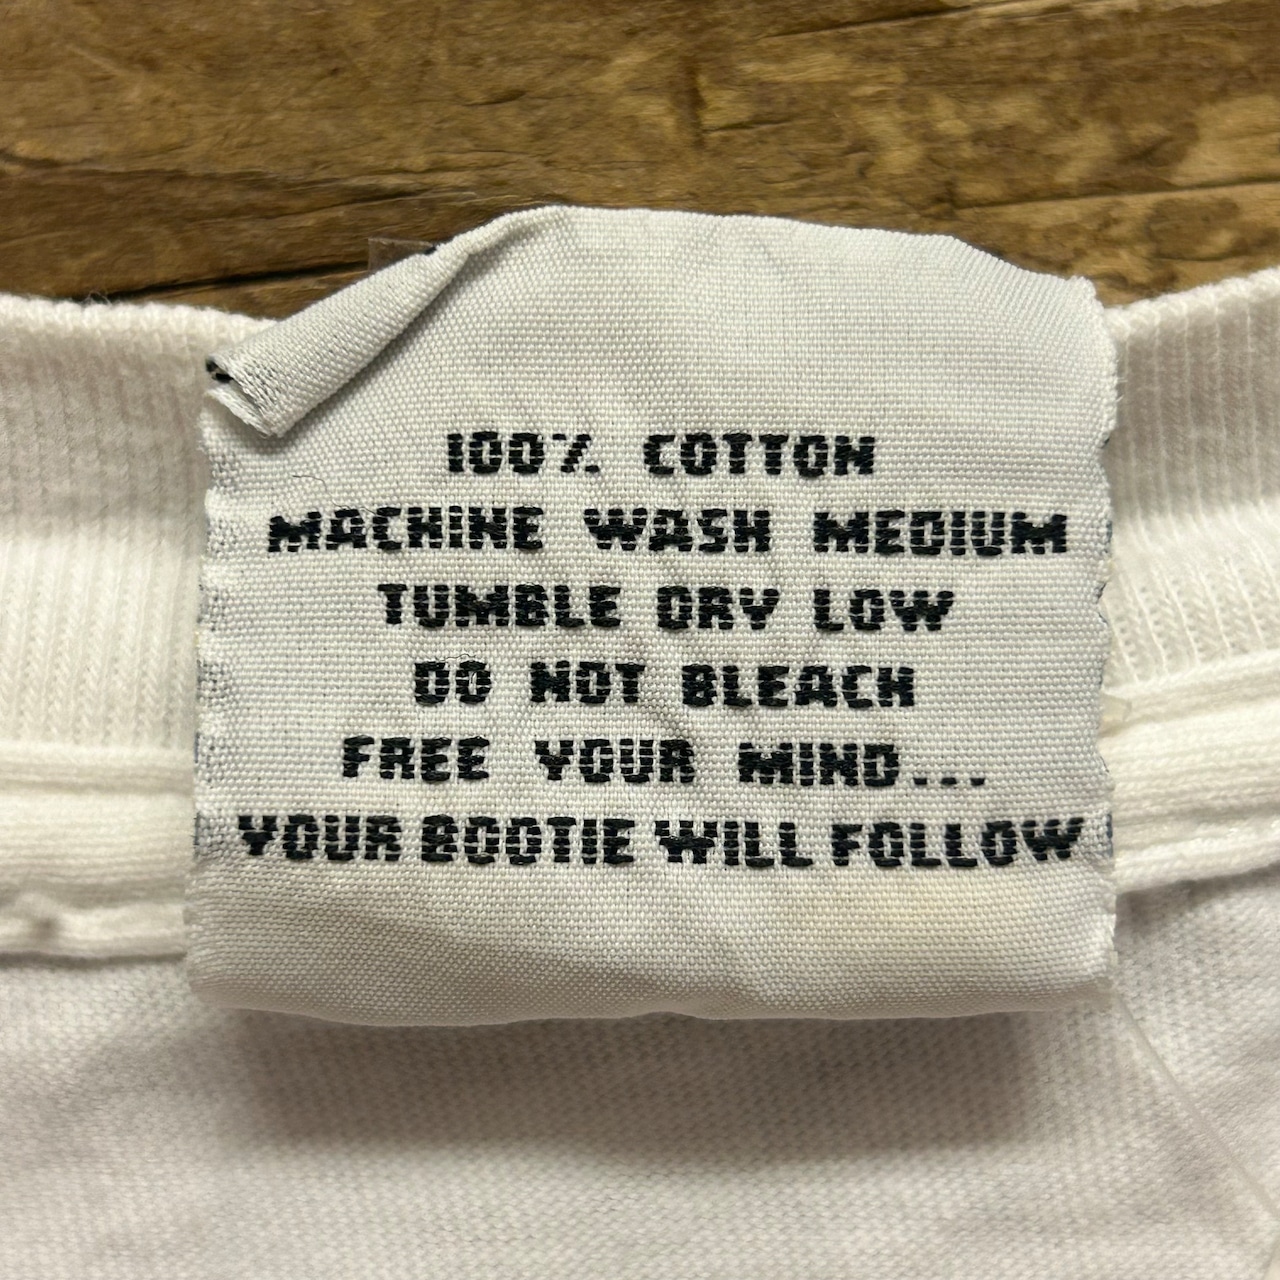 100% COTTON
MACHINE WASH MEDIUM
TUMBLE DRY LOW
DO NOT BLEACH
FREE YOUR MIND...
YOUR BOOTIE WILL FOLLOW